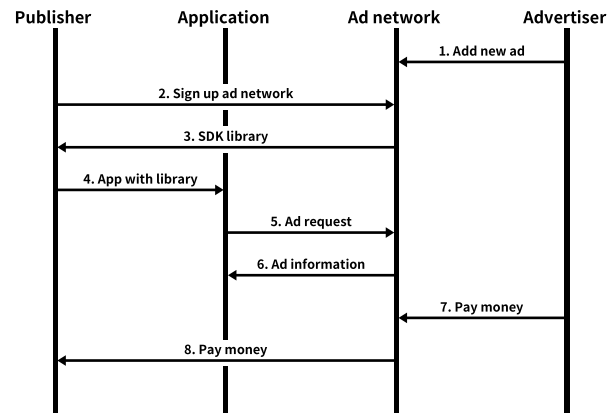 Publisher Application Ad network Advertiser
1. Add new ad
2. Sign up ad network
3. SDK library
4. App with library
5. Ad request
6. Ad information
7. Pay money
8. Pay money